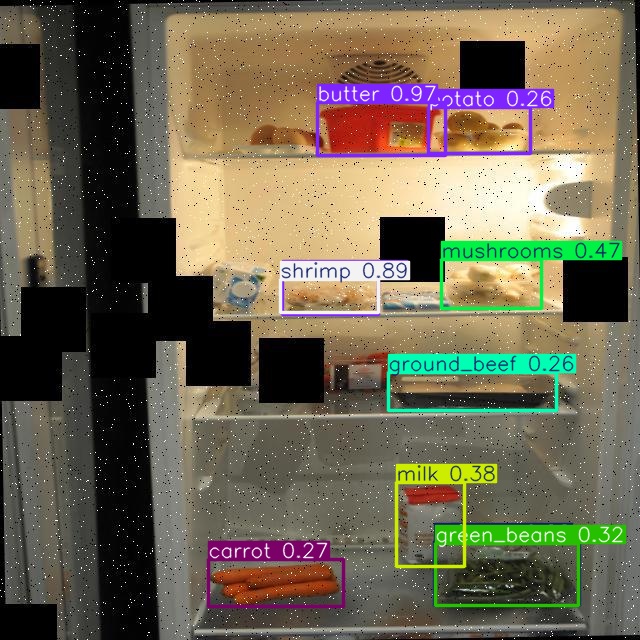 butter 0.97
potato 0.26
mushrooms 0.47
shrimp 0.89
ground_beef 0.26
milk 0.38
green_beans 0.32
carrot 0.27